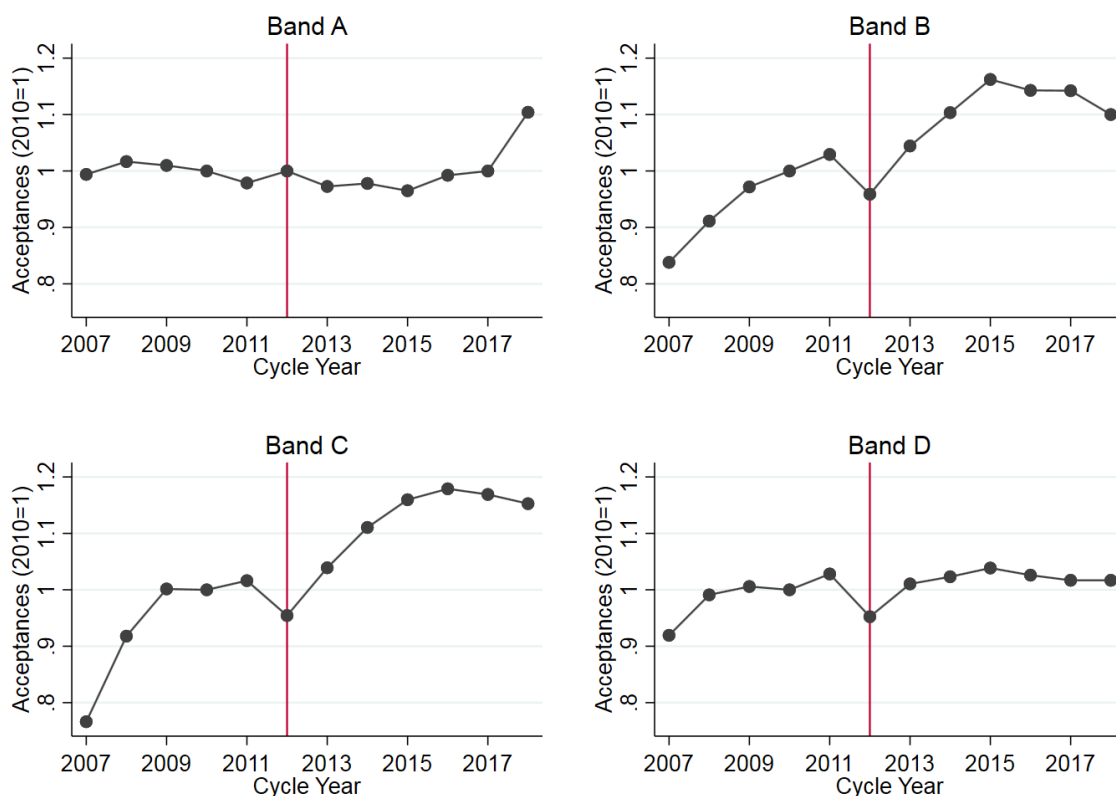 Band A
Acceptances (2010=1)
1.2
1.1
1
.9
.8
2007 2009 2011 2013 2015 2017
Cycle Year
Band B
Acceptances (2010=1)
1.2
1.1
1
.9
.8
2007 2009 2011 2013 2015 2017
Cycle Year
Band C
Acceptances (2010=1)
1.2
1.1
1
.9
.8
2007 2009 2011 2013 2015 2017
Cycle Year
Band D
Acceptances (2010=1)
1.2
1.1
1
.9
.8
2007 2009 2011 2013 2015 2017
Cycle Year